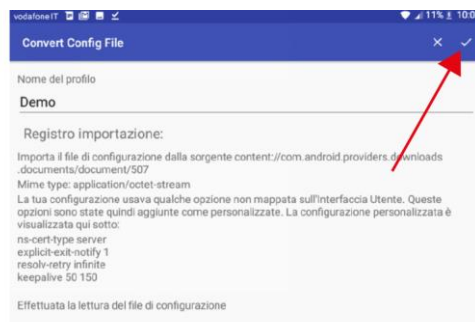 vodafone IT 11% 10:0
Convert Config File
Nome del profilo
Demo
Registro importazione:
Importa il file di configurazione dalla sorgente content://com.android.providers.downloads
.documents/document/507
Mime type: application/octet-stream
La tua configurazione usava qualche opzione non mappata sull'Interfaccia Utente. Queste
opzioni sono state quindi aggiunte come personalizzate. La configurazione personalizzata è
visualizzata qui sotto:
ns-cert-type server
explicit-exit-notify 1
resolv-retry infinite
keepalive 50 150
Effettuata la lettura del file di configurazione